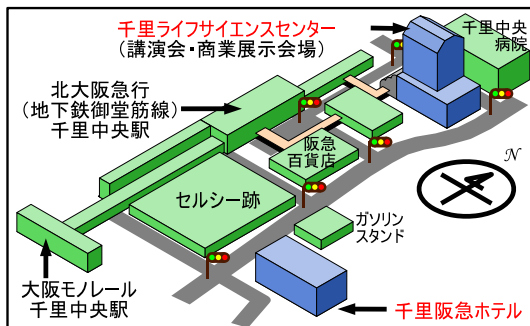 千里ライフサイエンスセンター
(講演会・商業展示会場)
千里中央
病院
北大阪急行
(地下鉄御堂筋線)
千里中央駅
阪急
百貨店
N
セルシー跡
ガソリン
スタンド
大阪モノレール
千里中央駅
千里阪急ホテル